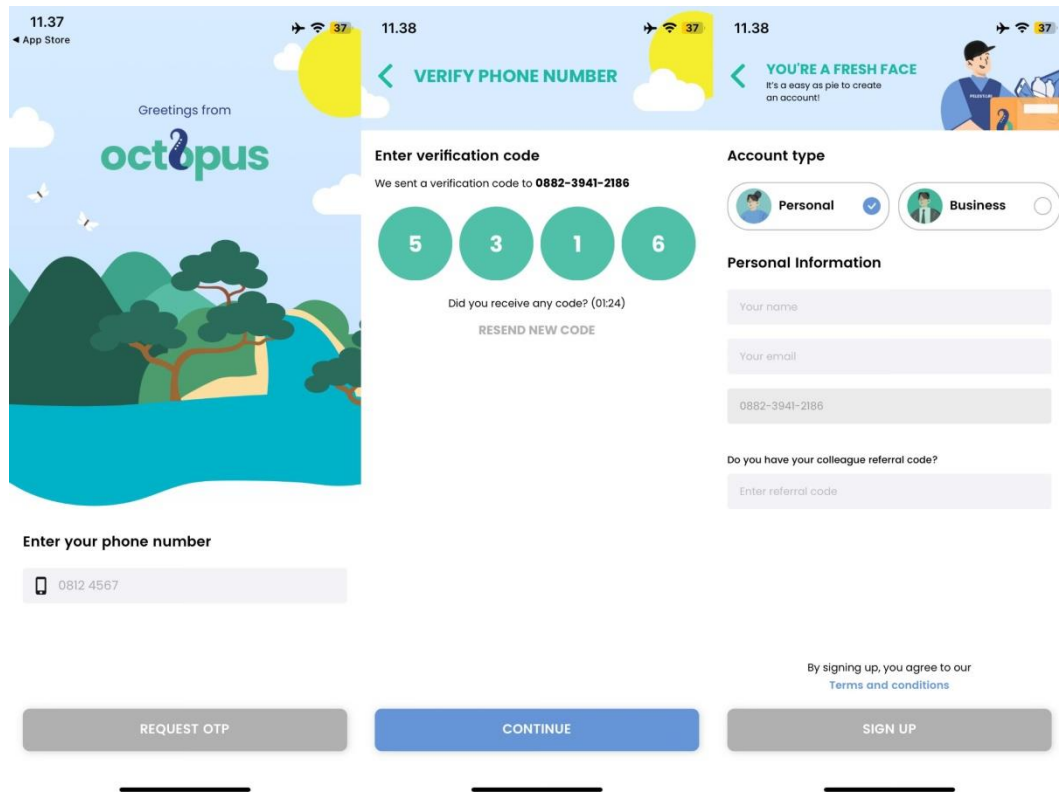 11.37
37
◀ App Store
Greetings from
octopus
Enter your phone number
0812 4567
REQUEST OTP
11.38
37
VERIFY PHONE NUMBER
Enter verification code
We sent a verification code to 0882-3941-2186
5 3 1 6
Did you receive any code? (01:24)
RESEND NEW CODE
CONTINUE
11.38
37
YOU'RE A FRESH FACE
It's a easy as pie to create
an account!
Account type
Personal
Business
Personal Information
Your name
Your email
0882-3941-2186
Do you have your colleague referral code?
Enter referral code
By signing up, you agree to our
Terms and conditions
SIGN UP